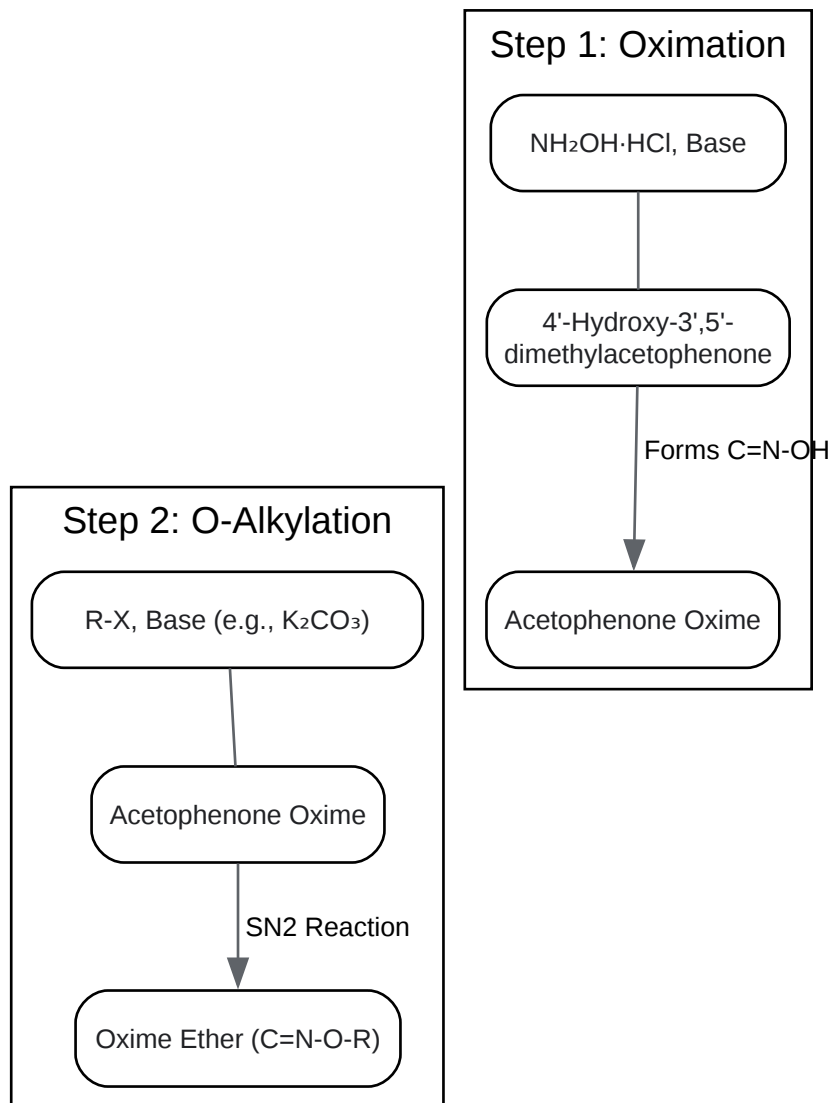 Step 1: Oximation
NH₂OH·HCl, Base
4'-Hydroxy-3',5'-
dimethylacetophenone
Forms C=N-OH
Acetophenone Oxime
Step 2: O-Alkylation
R-X, Base (e.g., K₂CO₃)
Acetophenone Oxime
SN2 Reaction
Oxime Ether (C=N-O-R)